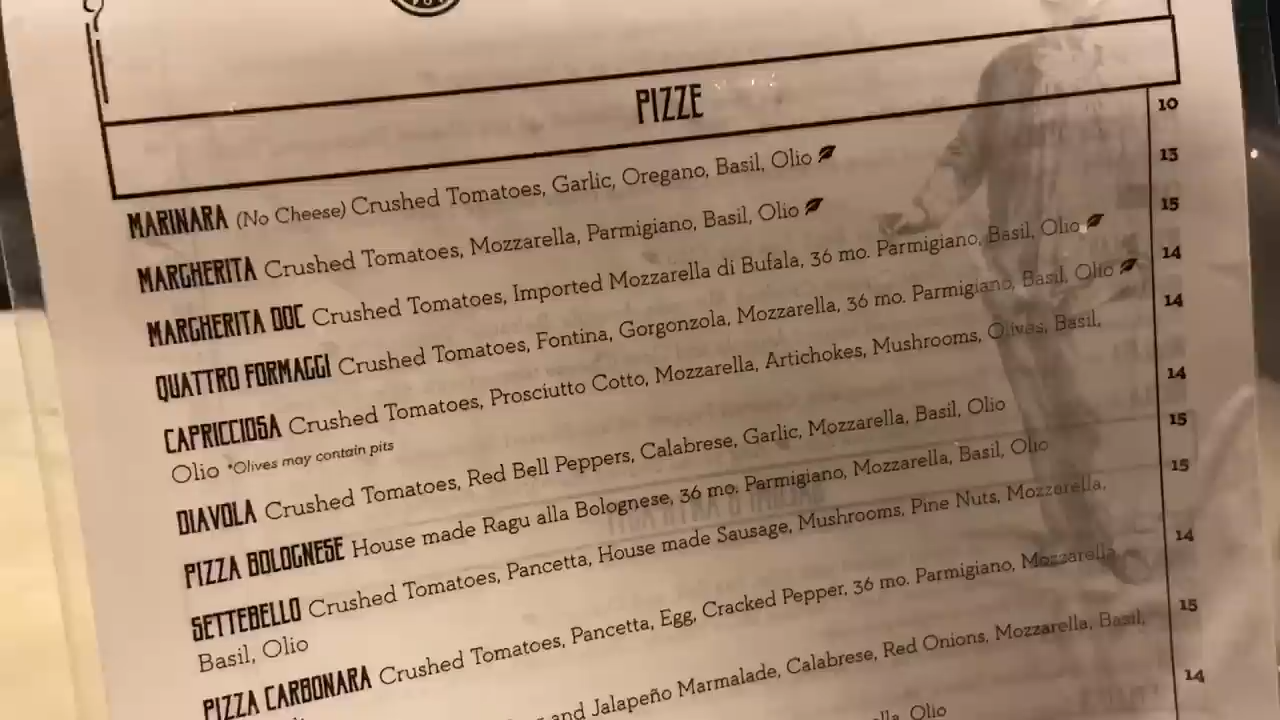 PIZZE
MARINARA (No Cheese) Crushed Tomatoes, Garlic, Oregano, Basil, Olio 10
MARGHERITA Crushed Tomatoes, Mozzarella, Parmigiano, Basil, Olio 13
MARGHERITA DOC Crushed Tomatoes, Imported Mozzarella di Bufala, 36 mo. Parmigiano, Basil, Olio 15
QUATTRO FORMAGGI Crushed Tomatoes, Fontina, Gorgonzola, Mozzarella, 36 mo. Parmigiano, Basil, Olio 14
CAPRICCIOSA Crushed Tomatoes, Prosciutto Cotto, Mozzarella, Artichokes, Mushrooms, Olives, Basil, 14
Olio *Olives may contain pits
DIAVOLA Crushed Tomatoes, Red Bell Peppers, Calabrese, Garlic, Mozzarella, Basil, Olio 14
PIZZA BOLOGNESE House made Ragu alla Bolognese, 36 mo. Parmigiano, Mozzarella, Basil, Olio 15
SETTEBELLO Crushed Tomatoes, Pancetta, House made Sausage, Mushrooms, Pine Nuts, Mozzarella, 15
Basil, Olio
PIZZA CARBONARA Crushed Tomatoes, Pancetta, Egg, Cracked Pepper, 36 mo. Parmigiano, Mozzarella 14
and Jalapeño Marmalade, Calabrese, Red Onions, Mozzarella, Basil, 15
Olio 14